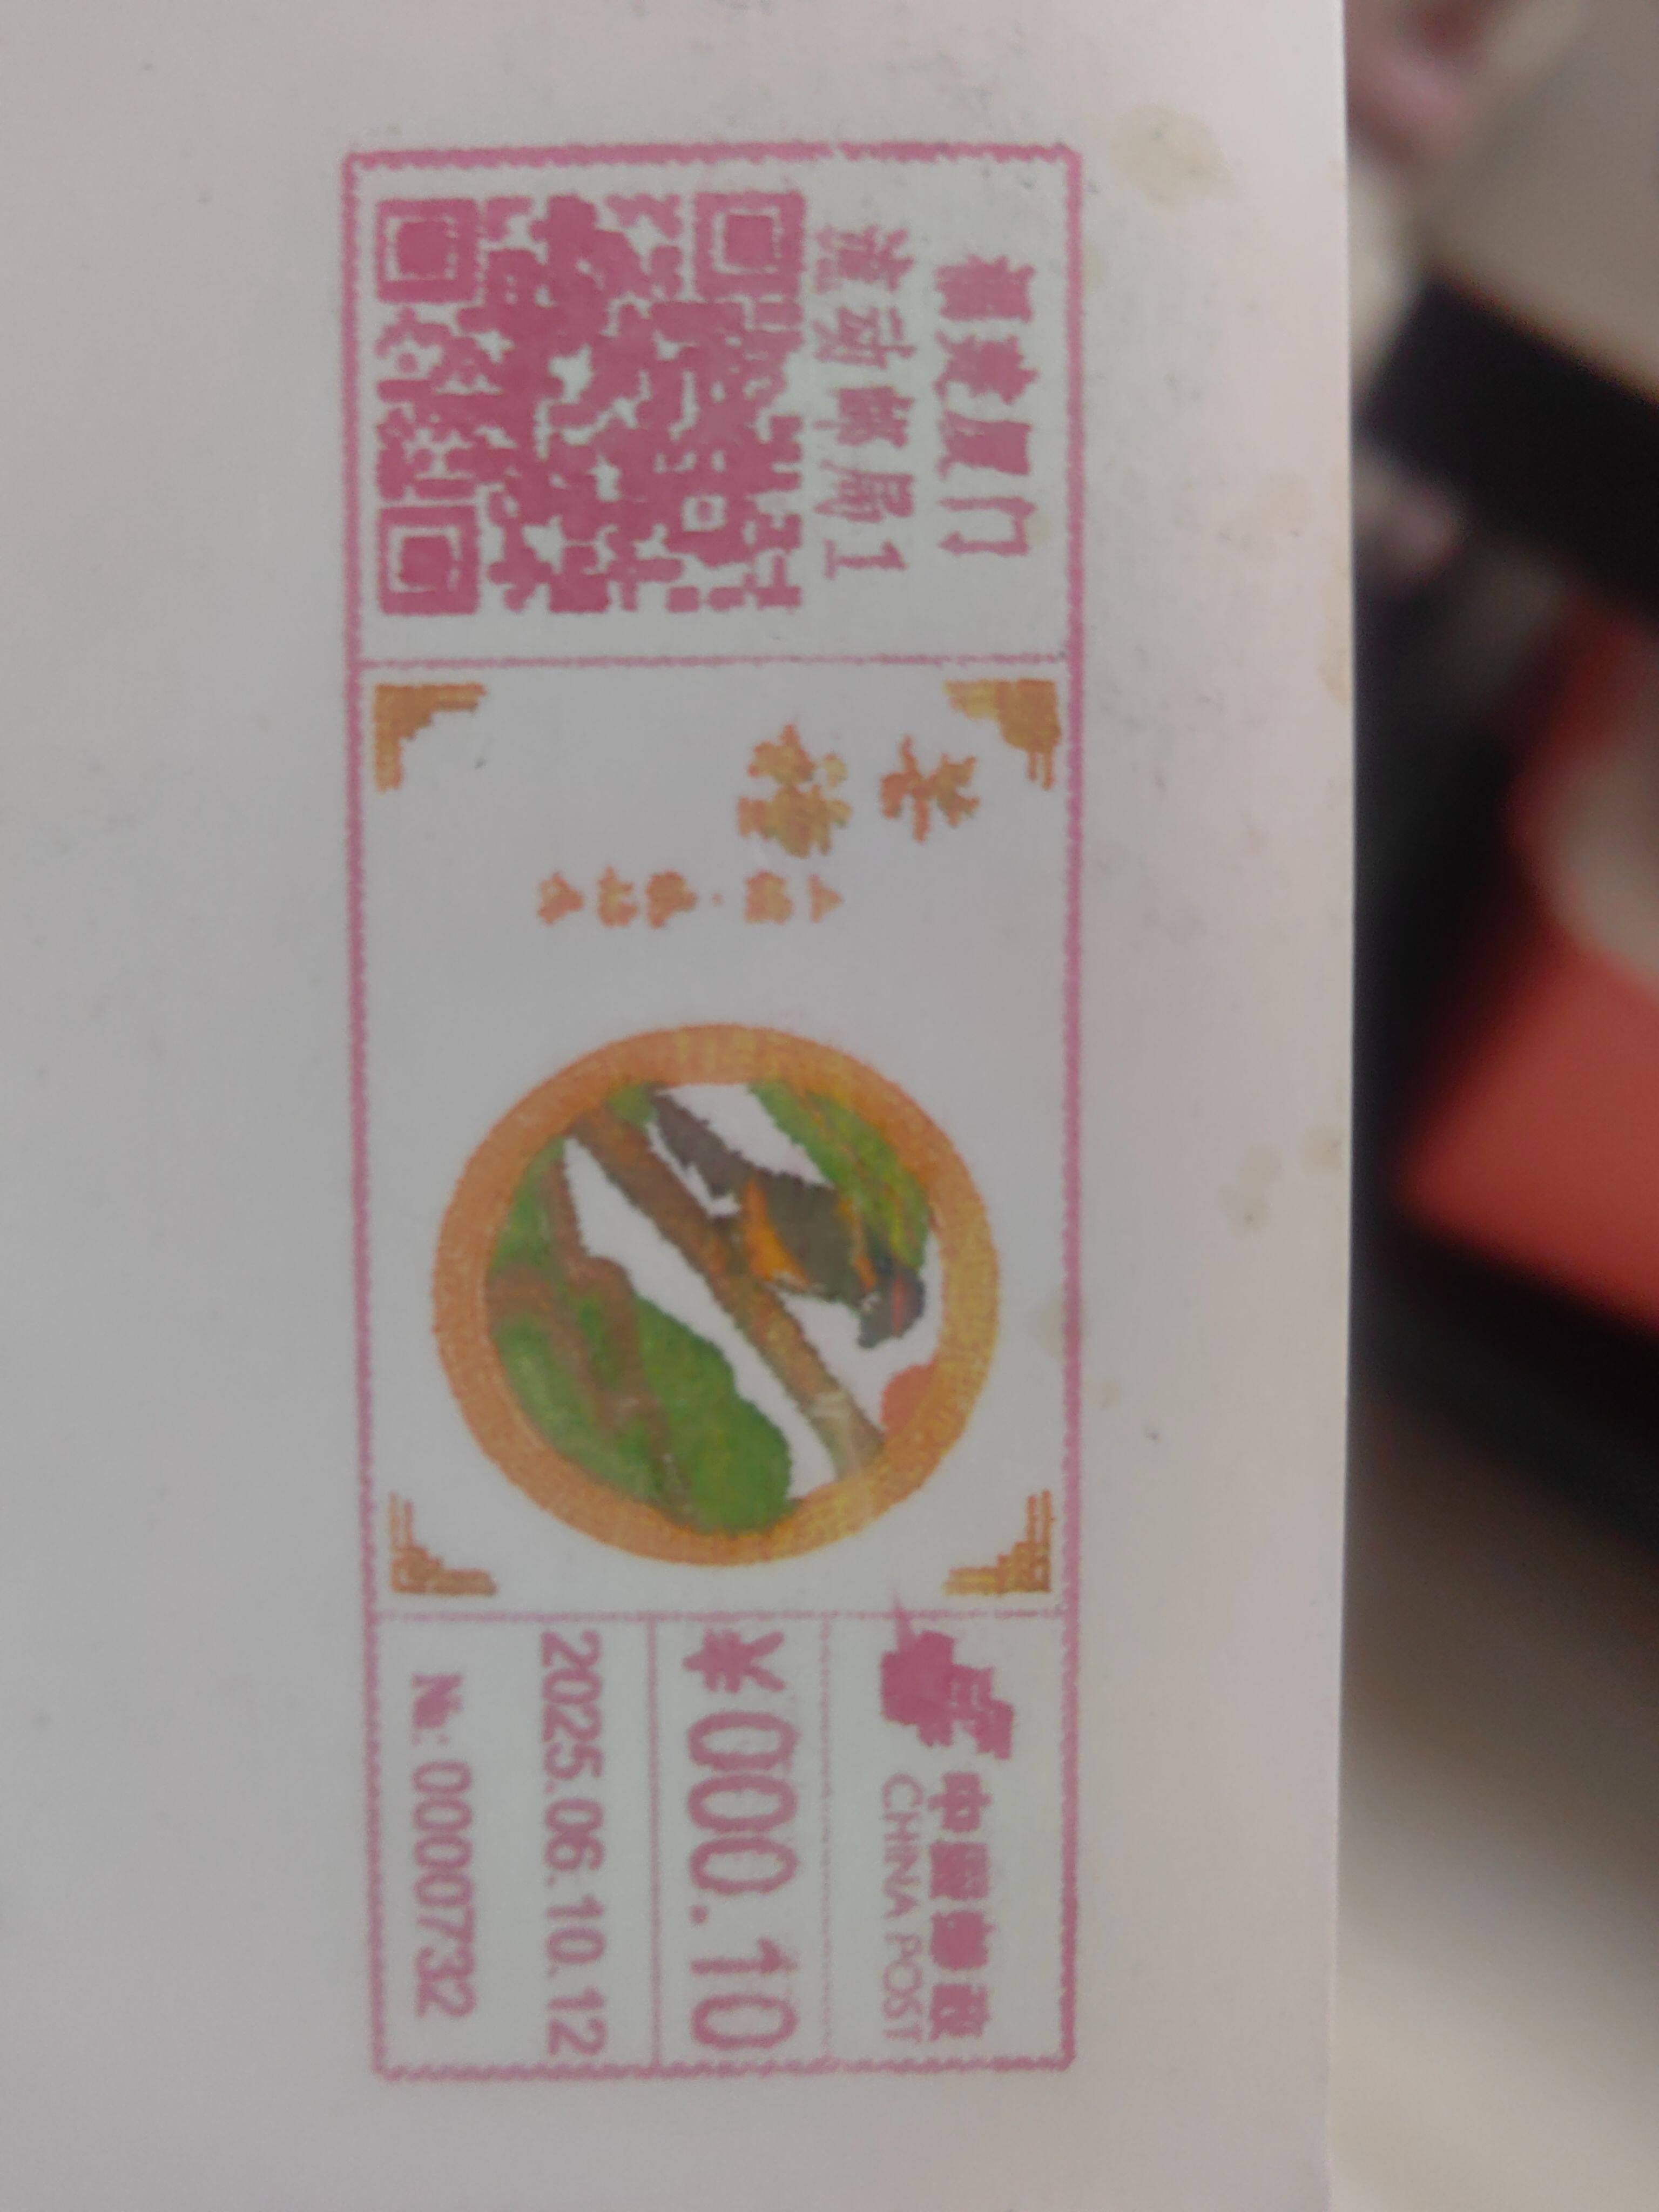 福建厦门
流动邮局1
中国邮政
CHINA POST
¥000.10
2025.06.10.12
№: 0000732